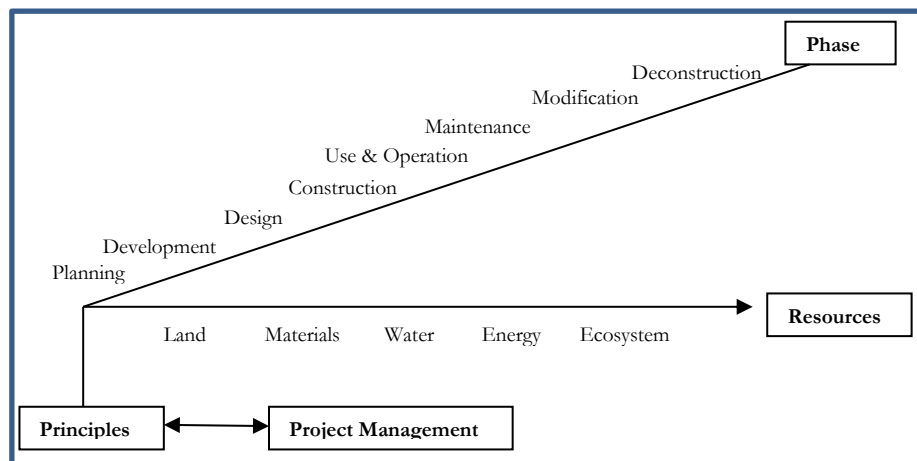 Phase
Deconstruction
Modification
Maintenance
Use & Operation
Construction
Design
Development
Planning
Resources
Land Materials Water Energy Ecosystem
Principles Project Management